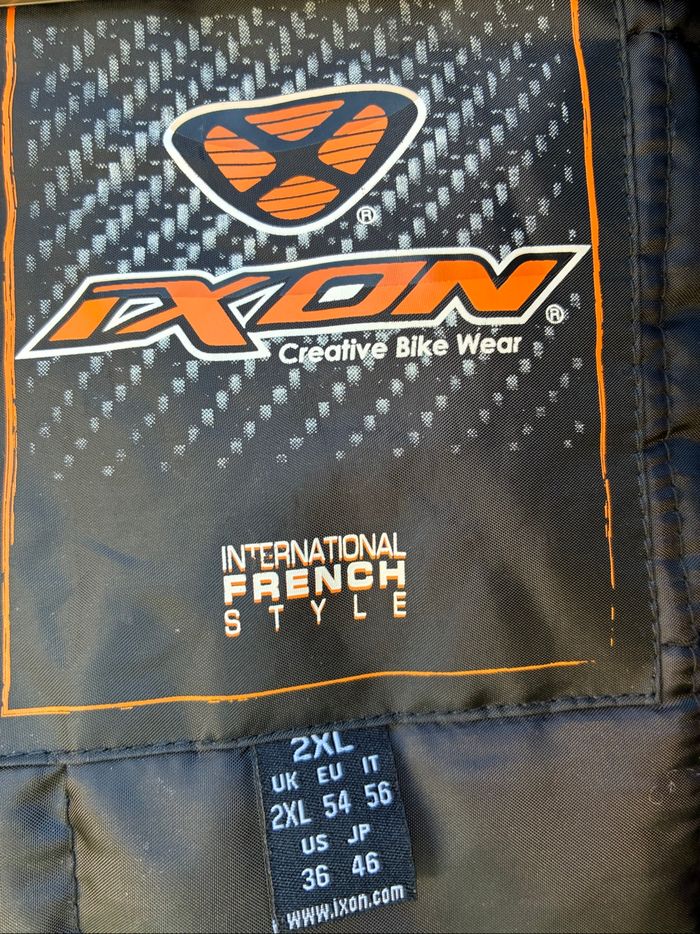 ®
IXON®
Creative Bike Wear
INTERNATIONAL
FRENCH
STYLE
2XL
UK EU IT
2XL 54 56
US JP
36 46
www.ixon.com